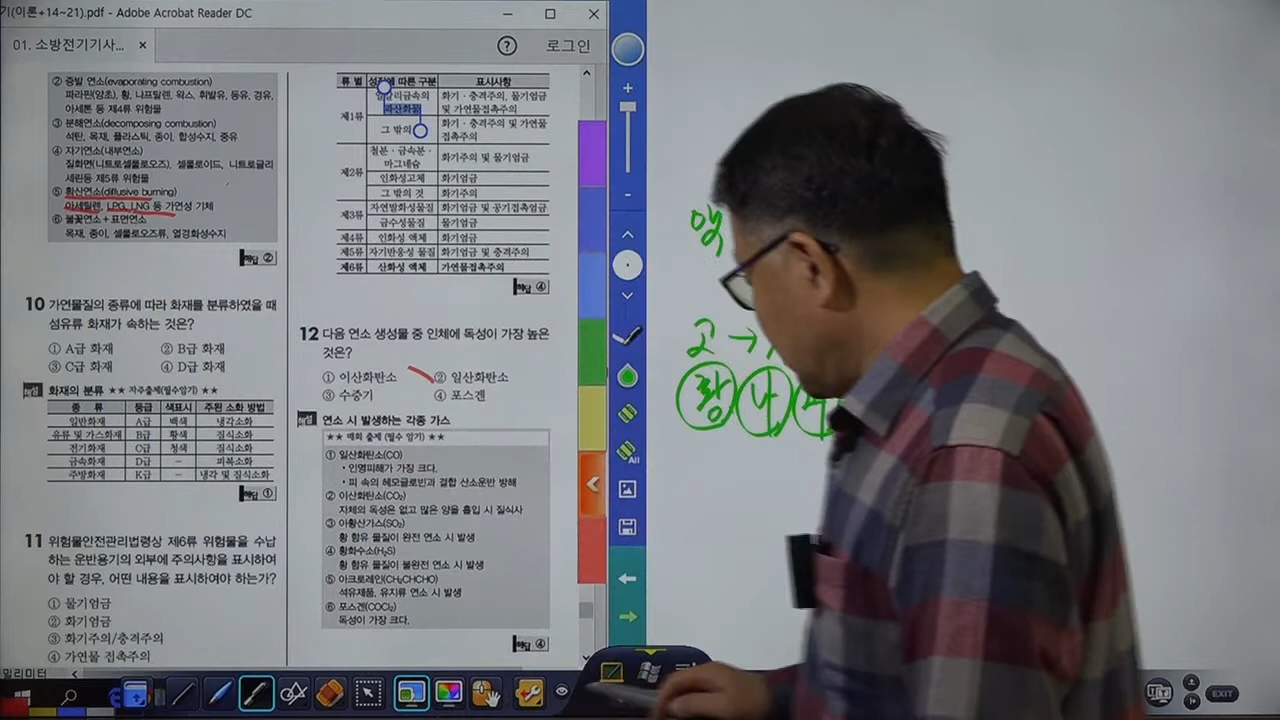 기(이론+14~21).pdf - Adobe Acrobat Reader DC
01. 소방전기기사... ×
로그인
② 증발 연소(evaporating combustion)
파라핀(양초), 황, 나프탈렌, 왁스, 휘발유, 등유, 경유,
아세톤 등 제4류 위험물
③ 분해연소(decomposing combustion)
석탄, 목재, 플라스틱, 종이, 합성수지, 중유
④ 자기연소(내부연소)
질화면(니트로셀룰로오즈), 셀룰로이드, 니트로글리
세린등 제5류 위험물
⑤ 확산연소(diffusive burning)
아세틸렌, LPG, LNG 등 가연성 기체
⑥ 불꽃연소+표면연소
목재, 종이, 셀룰로오즈류, 열경화성수지
해답 ②
10 가연물질의 종류에 따라 화재를 분류하였을 때
섬유류 화재가 속하는 것은?
① A급 화재 ② B급 화재
③ C급 화재 ④ D급 화재
해설 화재의 분류 ★★ 자주출제(필수암기) ★★
종 류 등급 색표시 주된 소화 방법
일반화재 A급 백색 냉각소화
유류 및 가스화재 B급 황색 질식소화
전기화재 C급 청색 질식소화
금속화재 D급 – 피복소화
주방화재 K급 – 냉각 및 질식소화
해답 ①
11 위험물안전관리법령상 제6류 위험물을 수납
하는 운반용기의 외부에 주의사항을 표시하여
야 할 경우, 어떤 내용을 표시하여야 하는가?
① 물기엄금
② 화기엄금
③ 화기주의/충격주의
④ 가연물 접촉주의
류 별 성질에 따른 구분 표시사항
제1류 알칼리금속의 과산화물 화기·충격주의, 물기엄금 및 가연물접촉주의
그 밖의 화기·충격주의 및 가연물 접촉주의
제2류 철분·금속분·마그네슘 화기주의 및 물기엄금
인화성고체 화기엄금
그 밖의 것 화기주의
제3류 자연발화성물질 화기엄금 및 공기접촉엄금
금수성물질 물기엄금
제4류 인화성 액체 화기엄금
제5류 자기반응성 물질 화기엄금 및 충격주의
제6류 산화성 액체 가연물접촉주의
해답 ④
12 다음 연소 생성물 중 인체에 독성이 가장 높은
것은?
① 이산화탄소 ② 일산화탄소
③ 수증기 ④ 포스겐
해설 연소 시 발생하는 각종 가스
★★ 매회 출제 (필수 암기) ★★
① 일산화탄소(CO)
• 인명피해가 가장 크다.
• 피 속의 헤모글로빈과 결합 산소운반 방해
② 이산화탄소(CO₂)
자체의 독성은 없고 많은 양을 흡입 시 질식사
③ 아황산가스(SO₂)
황 함유 물질이 완전 연소 시 발생
④ 황화수소(H₂S)
황 함유 물질이 불완전 연소 시 발생
⑤ 아크로레인(CH₂CHCHO)
석유제품, 유지류 연소 시 발생
⑥ 포스겐(COCl₂)
독성이 가장 크다.
해답 ④
밀리미터
All
고 →
황 나
EXIT